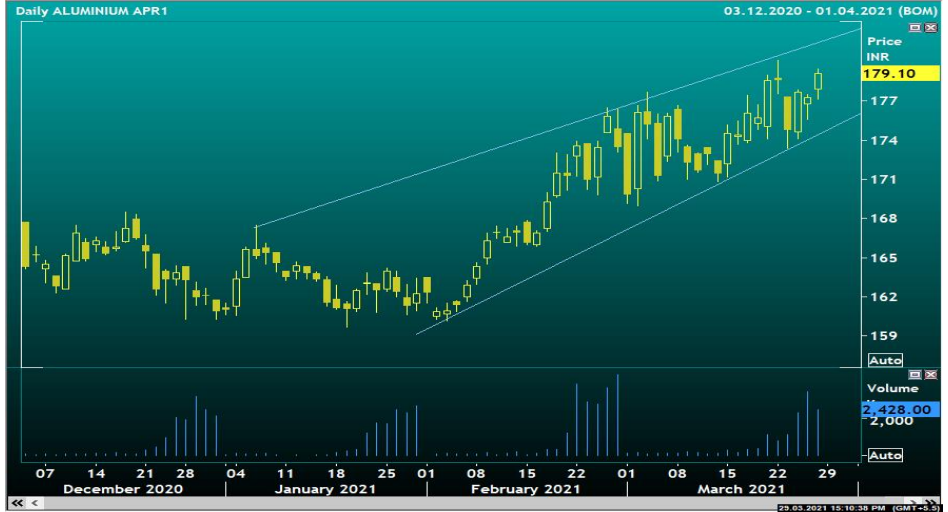 Daily ALUMINIUM APR1 03.12.2020 - 01.04.2021 (BOM)
Price
INR
179.10
177
174
171
168
165
162
159
Auto
Volume
2,428.00
2,000
Auto
07 14 21 28 04 11 18 25 01 08 15 22 01 08 15 22 29
December 2020 January 2021 February 2021 March 2021
29.03.2021 15:10:38 PM (GMT+5.5)